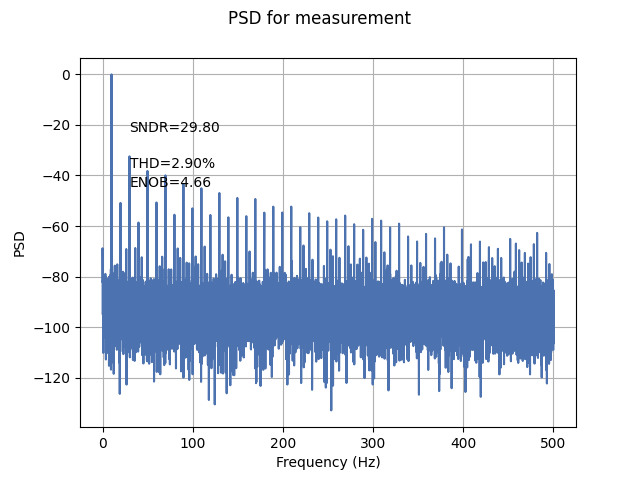 PSD for measurement
0
−20
−40
−60
−80
−100
−120
PSD
SNDR=29.80
THD=2.90%
ENOB=4.66
0 100 200 300 400 500
Frequency (Hz)